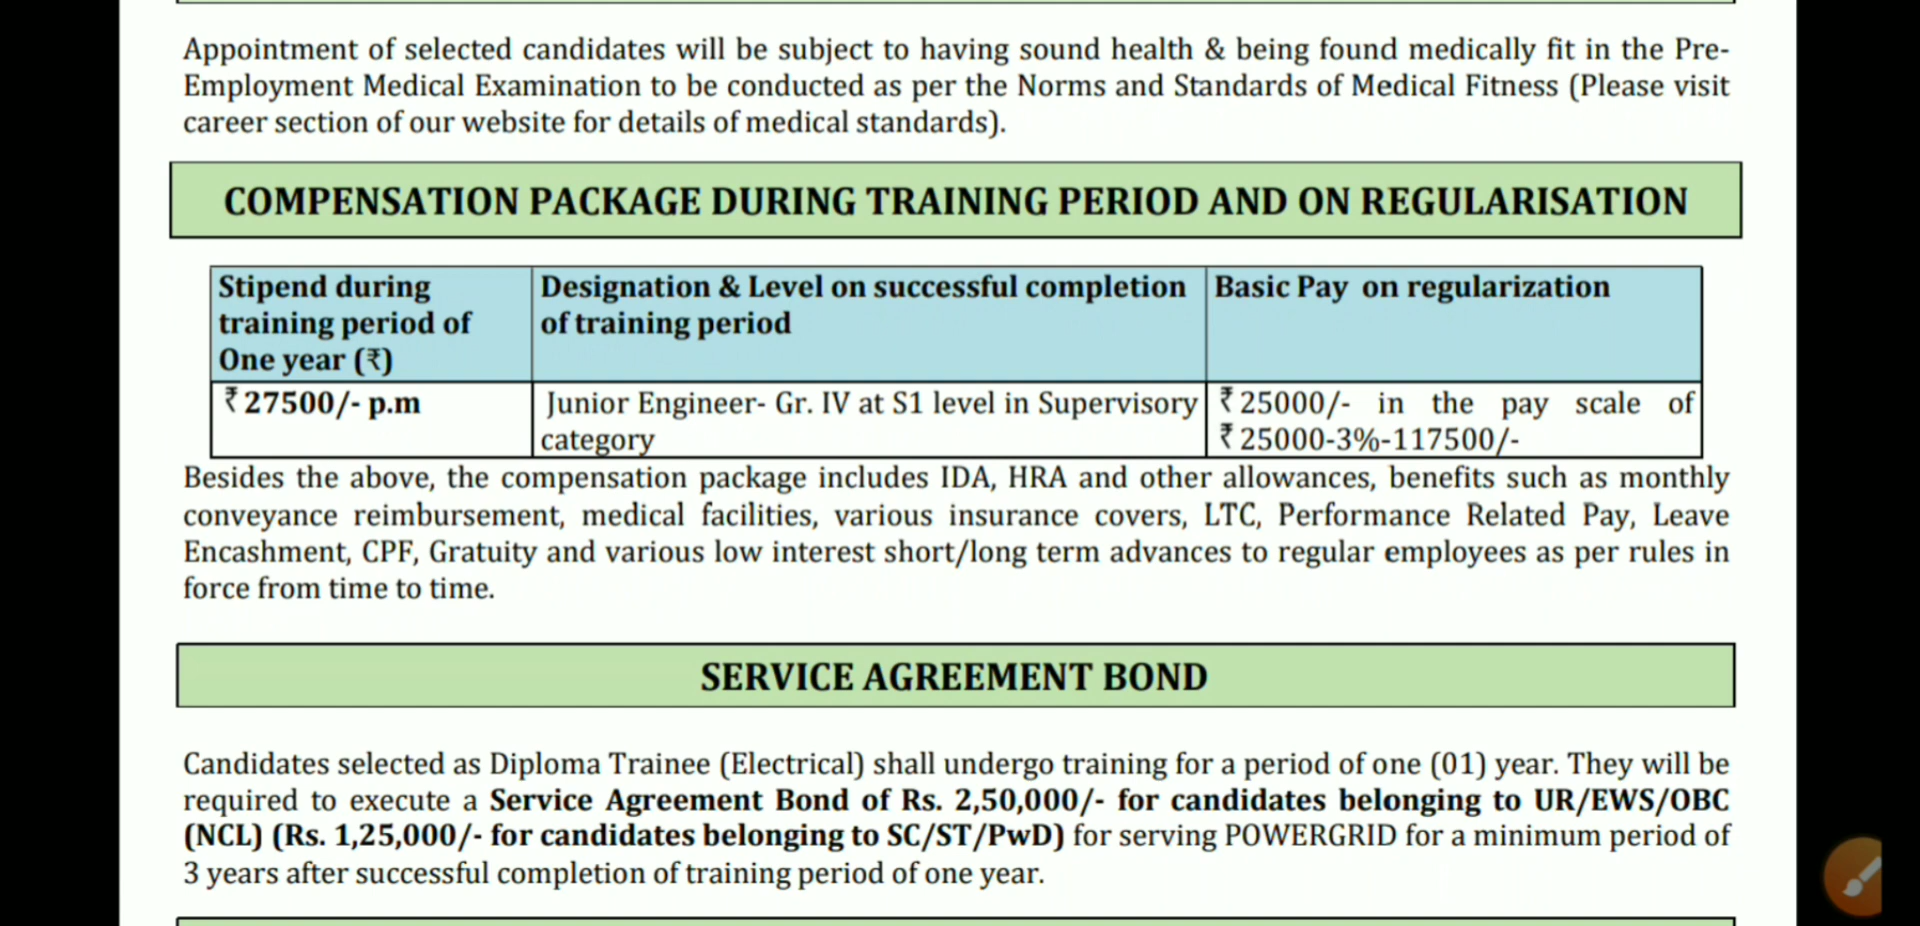 Appointment of selected candidates will be subject to having sound health & being found medically fit in the Pre-
Employment Medical Examination to be conducted as per the Norms and Standards of Medical Fitness (Please visit
career section of our website for details of medical standards).
COMPENSATION PACKAGE DURING TRAINING PERIOD AND ON REGULARISATION
Stipend during
training period of
One year (₹)
Designation & Level on successful completion
of training period
Basic Pay on regularization
₹ 27500/- p.m
Junior Engineer- Gr. IV at S1 level in Supervisory
category
₹ 25000/- in the pay scale of
₹ 25000-3%-117500/-
Besides the above, the compensation package includes IDA, HRA and other allowances, benefits such as monthly
conveyance reimbursement, medical facilities, various insurance covers, LTC, Performance Related Pay, Leave
Encashment, CPF, Gratuity and various low interest short/long term advances to regular employees as per rules in
force from time to time.
SERVICE AGREEMENT BOND
Candidates selected as Diploma Trainee (Electrical) shall undergo training for a period of one (01) year. They will be
required to execute a Service Agreement Bond of Rs. 2,50,000/- for candidates belonging to UR/EWS/OBC
(NCL) (Rs. 1,25,000/- for candidates belonging to SC/ST/PwD) for serving POWERGRID for a minimum period of
3 years after successful completion of training period of one year.